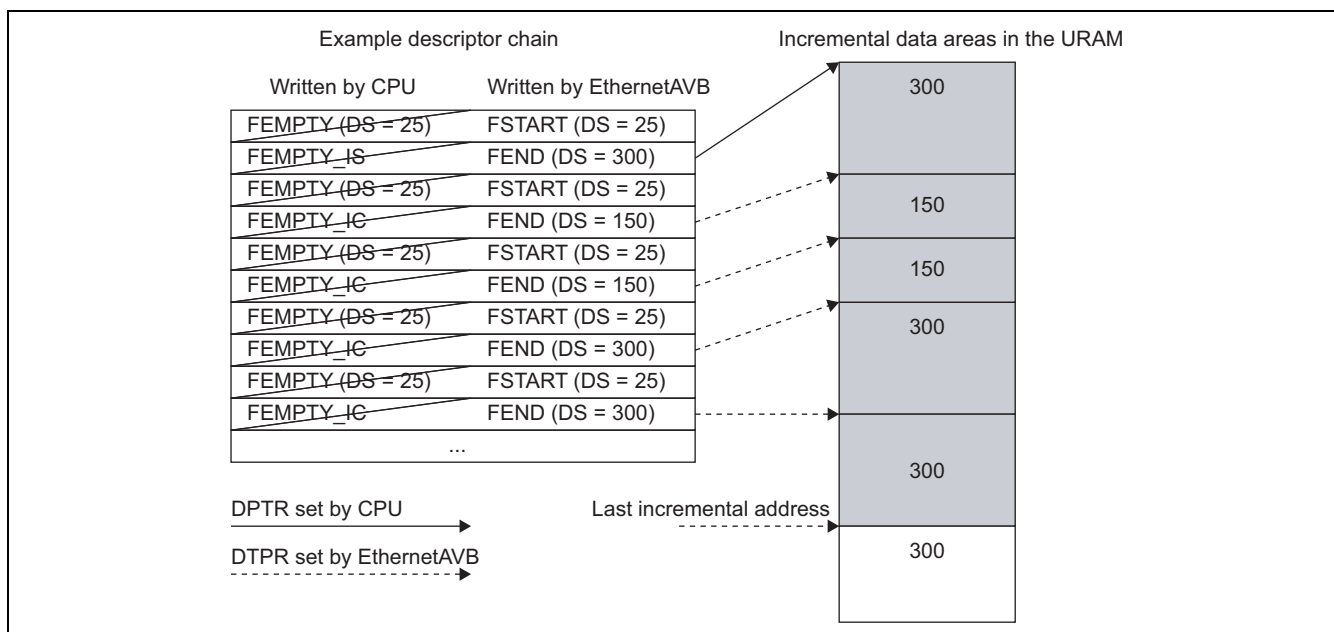 Example descriptor chain
Incremental data areas in the URAM
Written by CPU
Written by EthernetAVB
FEMPTY (DS = 25) FSTART (DS = 25)
FEMPTY_IS FEND (DS = 300)
FEMPTY (DS = 25) FSTART (DS = 25)
FEMPTY_IC FEND (DS = 150)
FEMPTY (DS = 25) FSTART (DS = 25)
FEMPTY_IC FEND (DS = 150)
FEMPTY (DS = 25) FSTART (DS = 25)
FEMPTY_IC FEND (DS = 300)
FEMPTY (DS = 25) FSTART (DS = 25)
FEMPTY_IC FEND (DS = 300)
...
300
150
150
300
300
300
DPTR set by CPU
Last incremental address
DTPR set by EthernetAVB